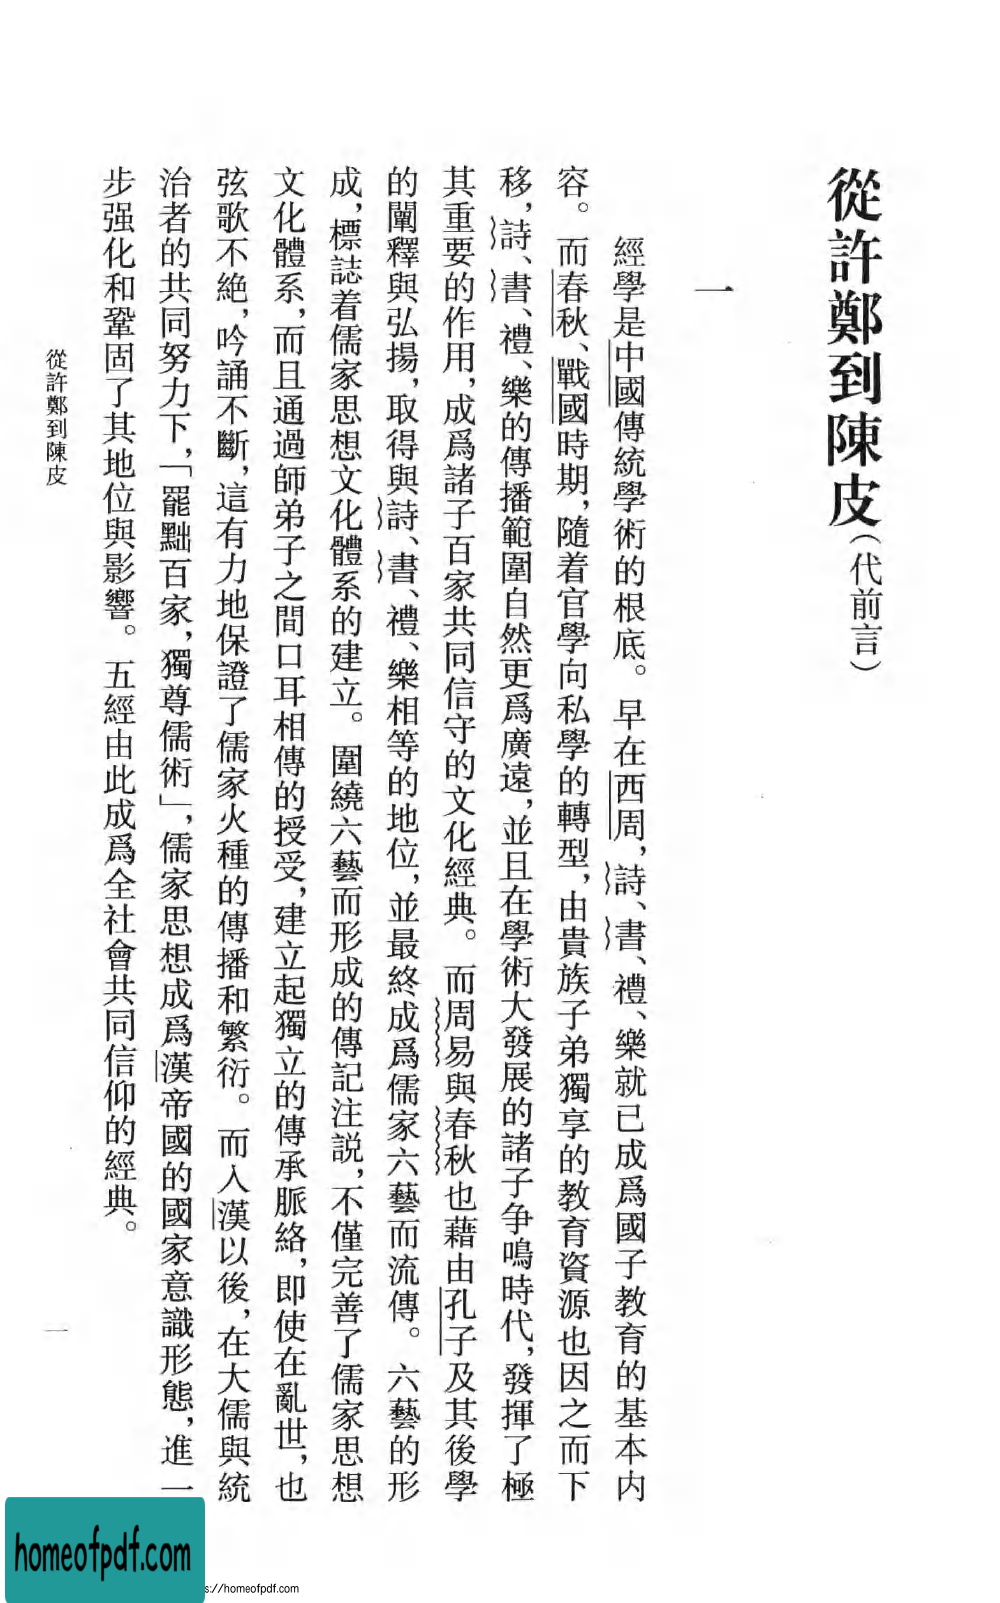 從許鄭到陳皮（代前言）
一
經學是中國傳統學術的根底。早在西周，詩、書、禮、樂就已成爲國子教育的基本内
容。而春秋、戰國時期，隨着官學向私學的轉型，由貴族子弟獨享的教育資源也因之而下
移，詩、書、禮、樂的傳播範圍自然更爲廣遠，並且在學術大發展的諸子争鳴時代，發揮了極
其重要的作用，成爲諸子百家共同信守的文化經典。而周易與春秋也藉由孔子及其後學
的闡釋與弘揚，取得與詩、書、禮、樂相等的地位，並最終成爲儒家六藝而流傳。六藝的形
成，標誌着儒家思想文化體系的建立。圍繞六藝而形成的傳記注説，不僅完善了儒家思想
文化體系，而且通過師弟子之間口耳相傳的授受，建立起獨立的傳承脈絡，即使在亂世，也
弦歌不絶，吟誦不斷，這有力地保證了儒家火種的傳播和繁衍。而入漢以後，在大儒與統
治者的共同努力下，「罷黜百家，獨尊儒術」，儒家思想成爲漢帝國的國家意識形態，進一
步强化和鞏固了其地位與影響。五經由此成爲全社會共同信仰的經典。
從許鄭到陳皮
一
homeofpdf.com
s://homeofpdf.com